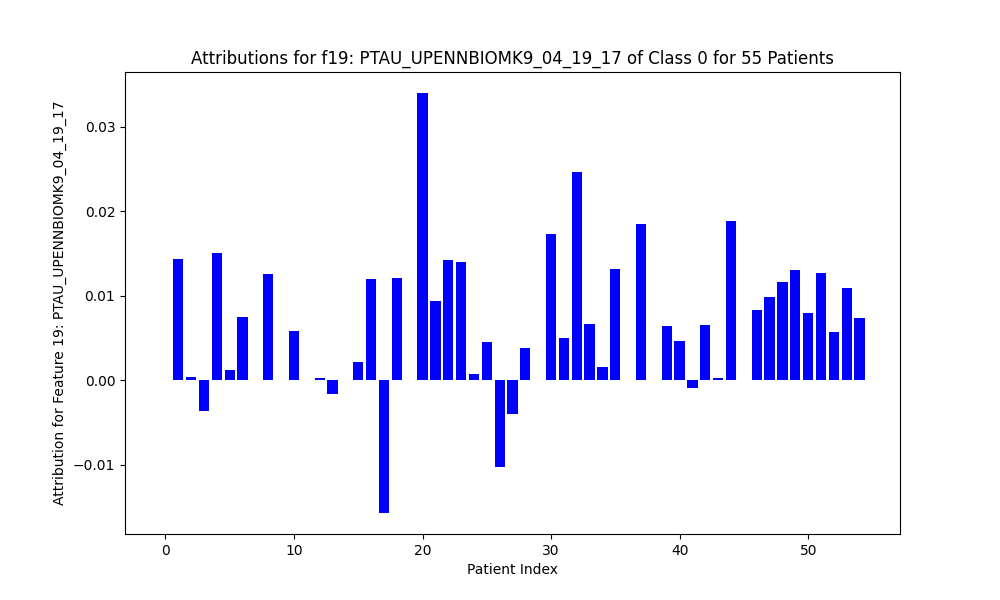 Attributions for f19: PTAU_UPENNBIOMK9_04_19_17 of Class 0 for 55 Patients
Attribution for Feature 19: PTAU_UPENNBIOMK9_04_19_17
0.03
0.02
0.01
0.00
−0.01
0 10 20 30 40 50
Patient Index